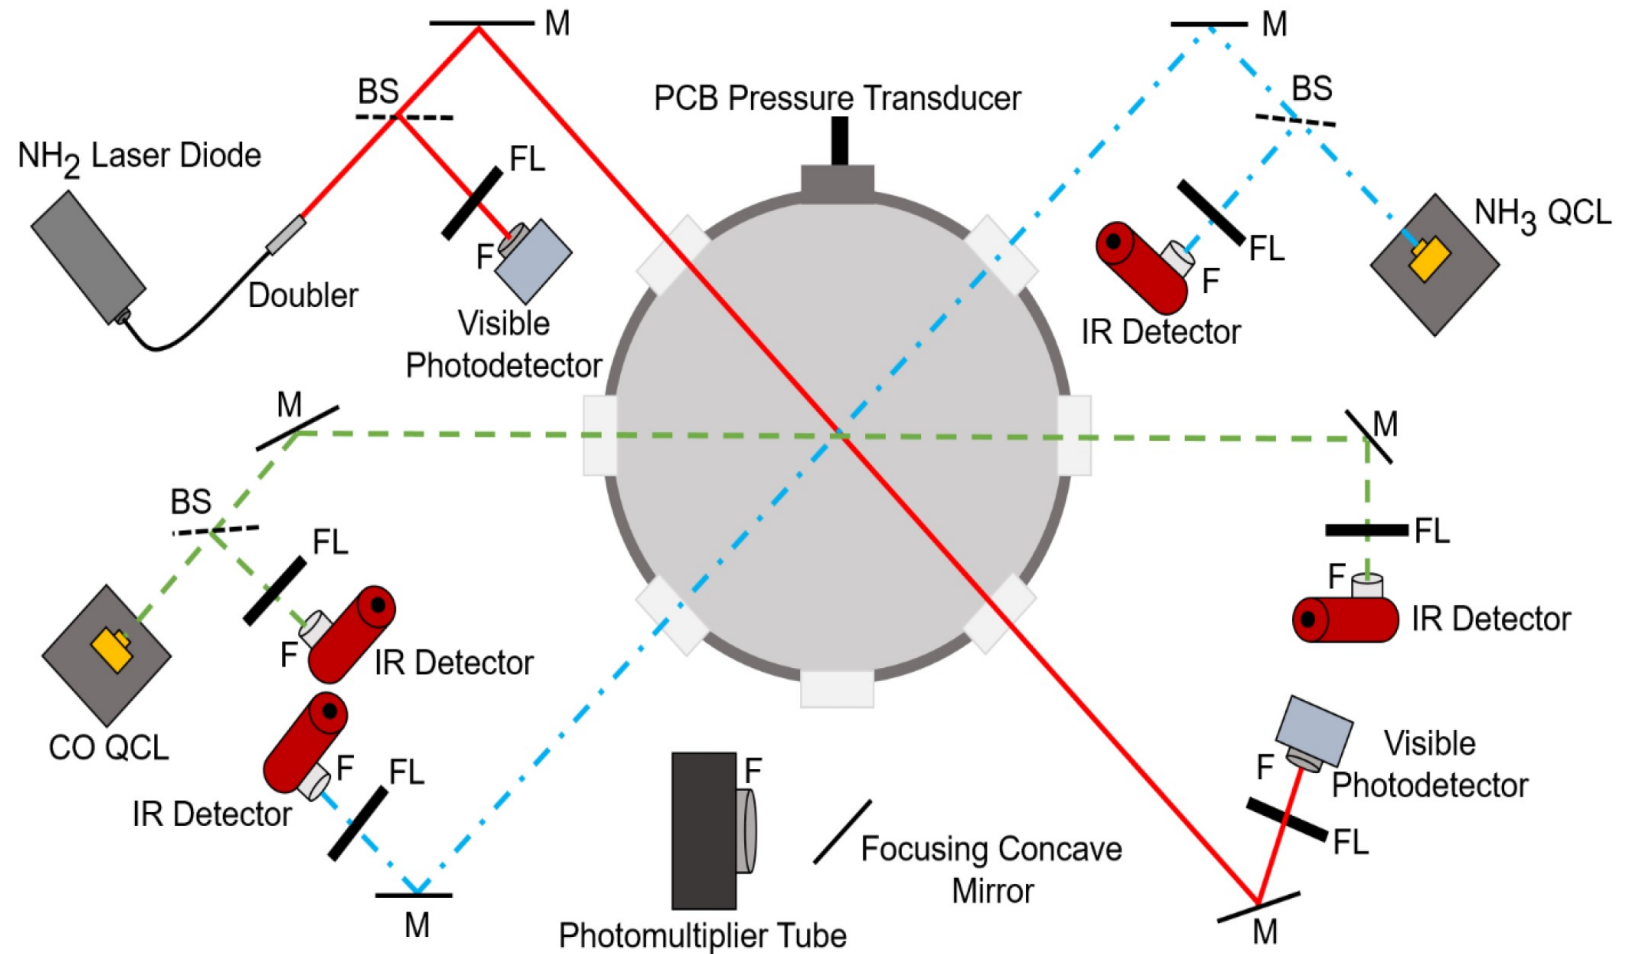 M
M
BS
BS
PCB Pressure Transducer
NH2 Laser Diode
FL
NH3 QCL
F
FL
F
Doubler
Visible
Photodetector
IR Detector
M
M
BS
FL
FL
F
IR Detector
F
IR Detector
CO QCL
F
FL
IR Detector
F
Visible
Photodetector
F
FL
Focusing Concave
Mirror
M
Photomultiplier Tube
M